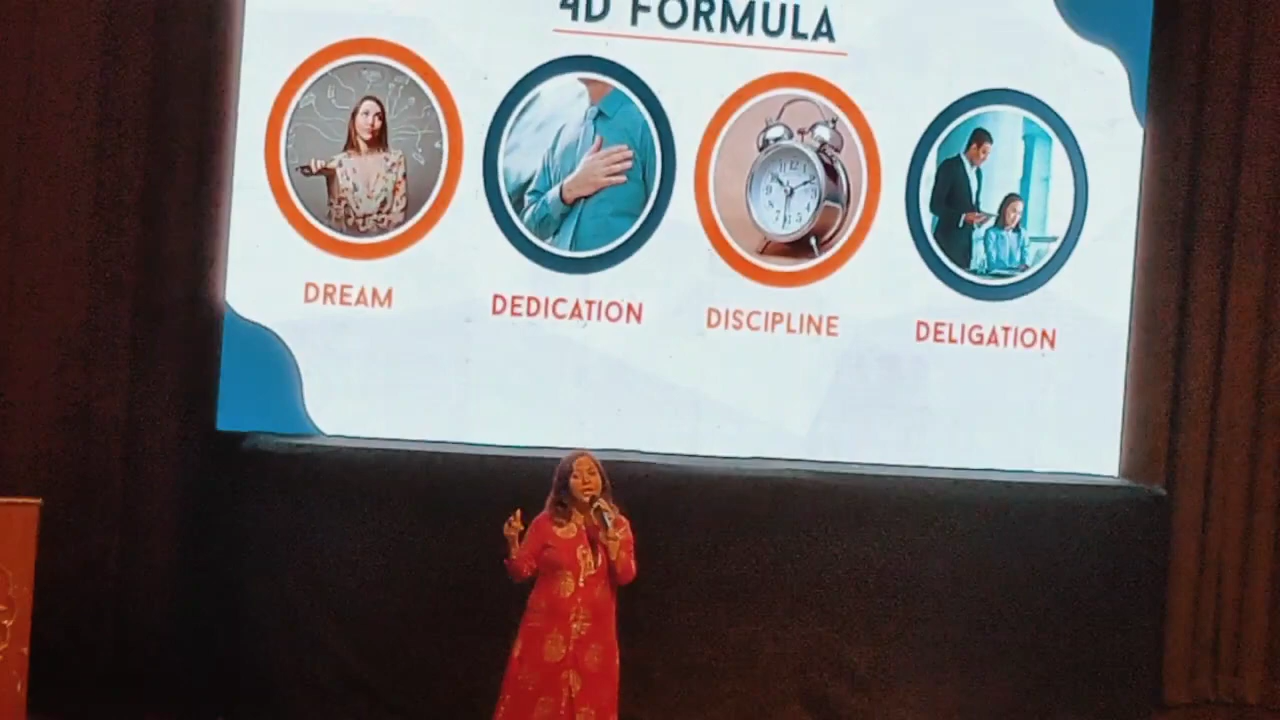 4D FORMULA
DREAM
DEDICATION
DISCIPLINE
DELIGATION